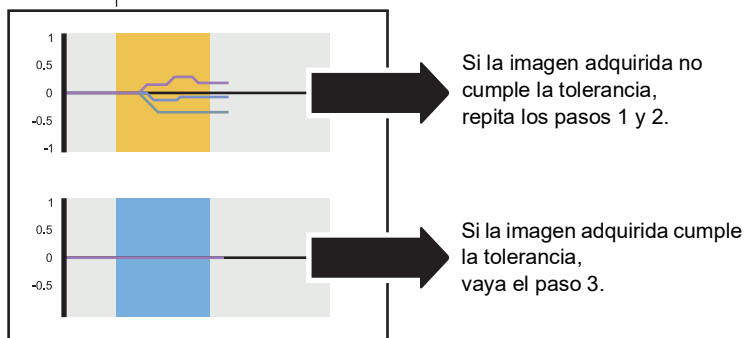 1
0.5
0
-0.5
-1
Si la imagen adquirida no
cumple la tolerancia,
repita los pasos 1 y 2.
1
0.5
0
-0.5
Si la imagen adquirida cumple
la tolerancia,
vaya el paso 3.